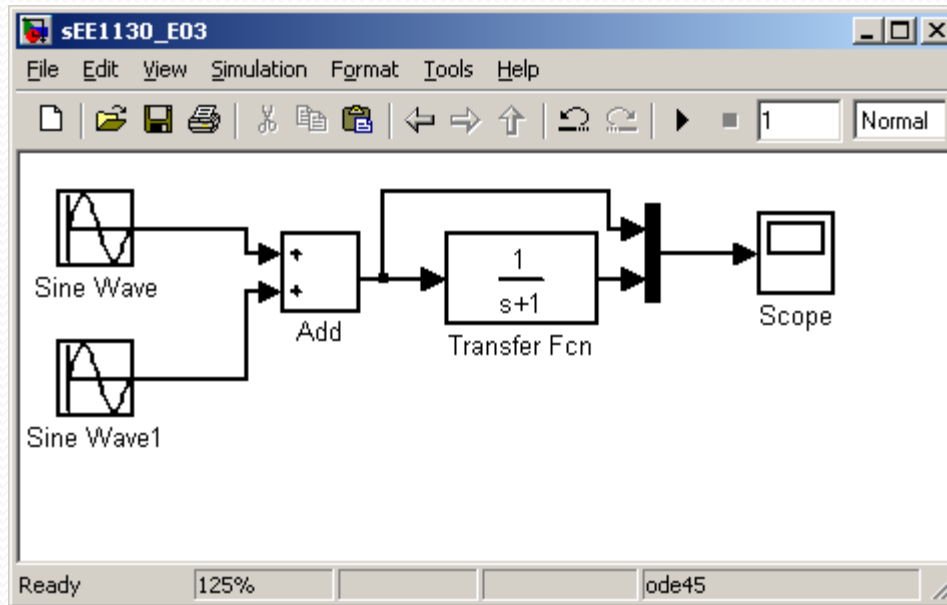 sEE1130_E03
File Edit View Simulation Format Tools Help
1 Normal
Sine Wave
+
+
Add
1
s+1
Transfer Fcn
Scope
Sine Wave1
Ready 125% ode45